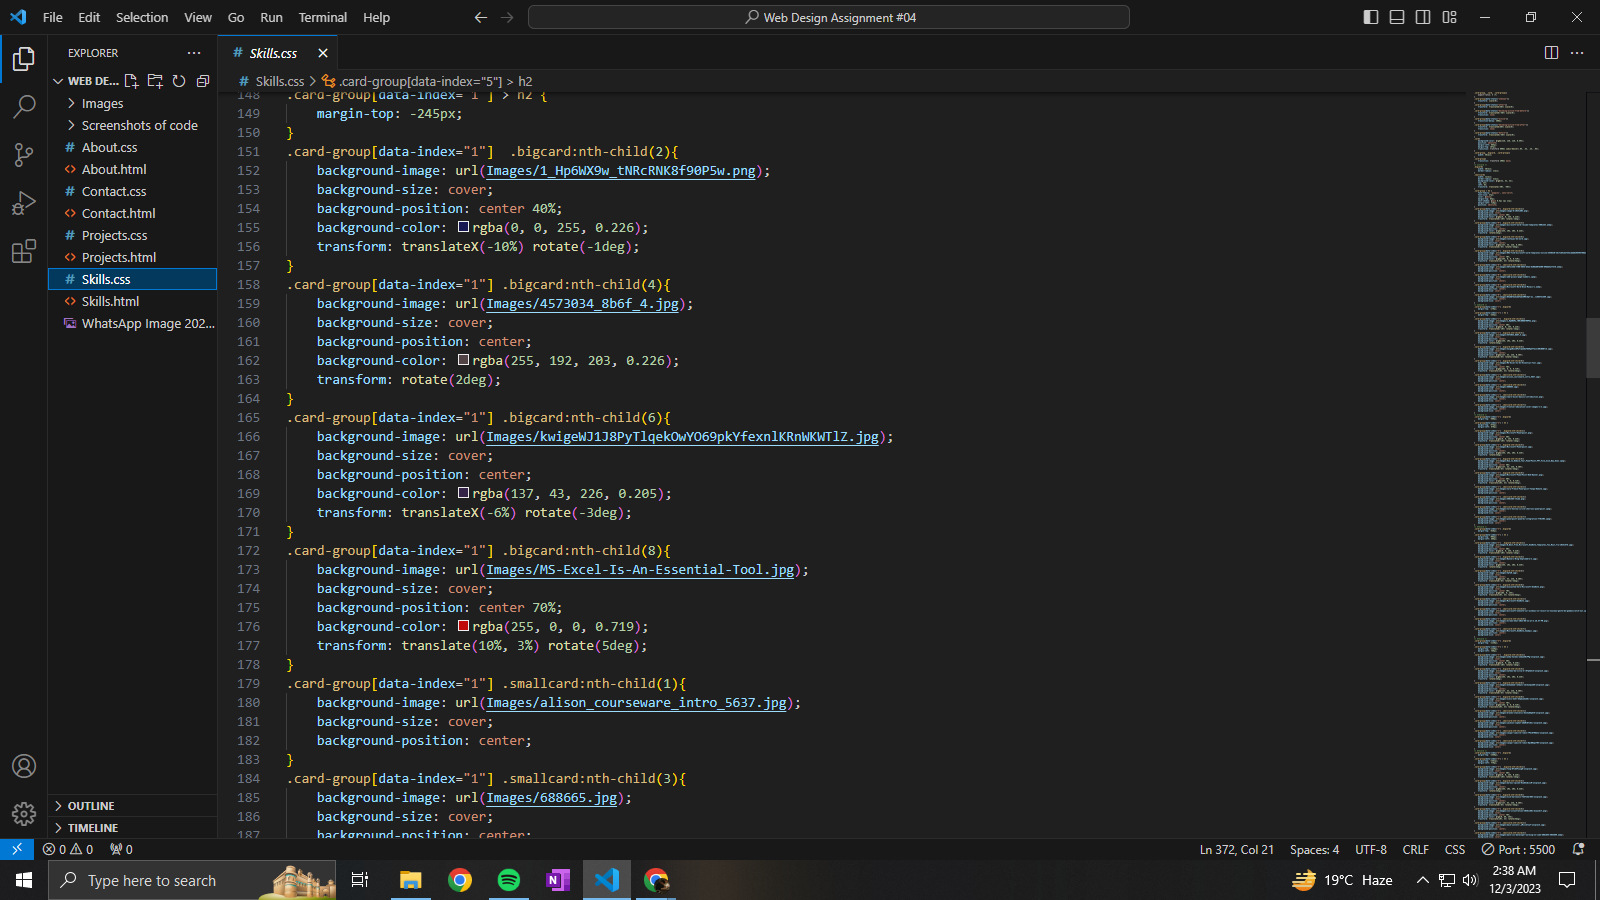 File Edit Selection View Go Run Terminal Help
Web Design Assignment #04
EXPLORER
WEB DE...
Images
Screenshots of code
# About.css
<> About.html
# Contact.css
<> Contact.html
# Projects.css
<> Projects.html
# Skills.css
<> Skills.html
WhatsApp Image 202...
OUTLINE
TIMELINE
# Skills.css
# Skills.css > .card-group[data-index="5"] > h2
148 .card-group[data-index="1"] > h2 {
149 margin-top: -245px;
150 }
151 .card-group[data-index="1"]  .bigcard:nth-child(2){
152 background-image: url(Images/1_Hp6WX9w_tNRcRNK8f90P5w.png);
153 background-size: cover;
154 background-position: center 40%;
155 background-color: rgba(0, 0, 255, 0.226);
156 transform: translateX(-10%) rotate(-1deg);
157 }
158 .card-group[data-index="1"] .bigcard:nth-child(4){
159 background-image: url(Images/4573034_8b6f_4.jpg);
160 background-size: cover;
161 background-position: center;
162 background-color: rgba(255, 192, 203, 0.226);
163 transform: rotate(2deg);
164 }
165 .card-group[data-index="1"] .bigcard:nth-child(6){
166 background-image: url(Images/kwigeWJ1J8PyTlqekOwYO69pkYfexnlKRnWKWTlZ.jpg);
167 background-size: cover;
168 background-position: center;
169 background-color: rgba(137, 43, 226, 0.205);
170 transform: translateX(-6%) rotate(-3deg);
171 }
172 .card-group[data-index="1"] .bigcard:nth-child(8){
173 background-image: url(Images/MS-Excel-Is-An-Essential-Tool.jpg);
174 background-size: cover;
175 background-position: center 70%;
176 background-color: rgba(255, 0, 0, 0.719);
177 transform: translate(10%, 3%) rotate(5deg);
178 }
179 .card-group[data-index="1"] .smallcard:nth-child(1){
180 background-image: url(Images/alison_courseware_intro_5637.jpg);
181 background-size: cover;
182 background-position: center;
183 }
184 .card-group[data-index="1"] .smallcard:nth-child(3){
185 background-image: url(Images/688665.jpg);
186 background-size: cover;
187 background-position: center;
0 0 0
Ln 372, Col 21 Spaces: 4 UTF-8 CRLF CSS Port : 5500
Type here to search
19°C Haze
2:38 AM
12/3/2023